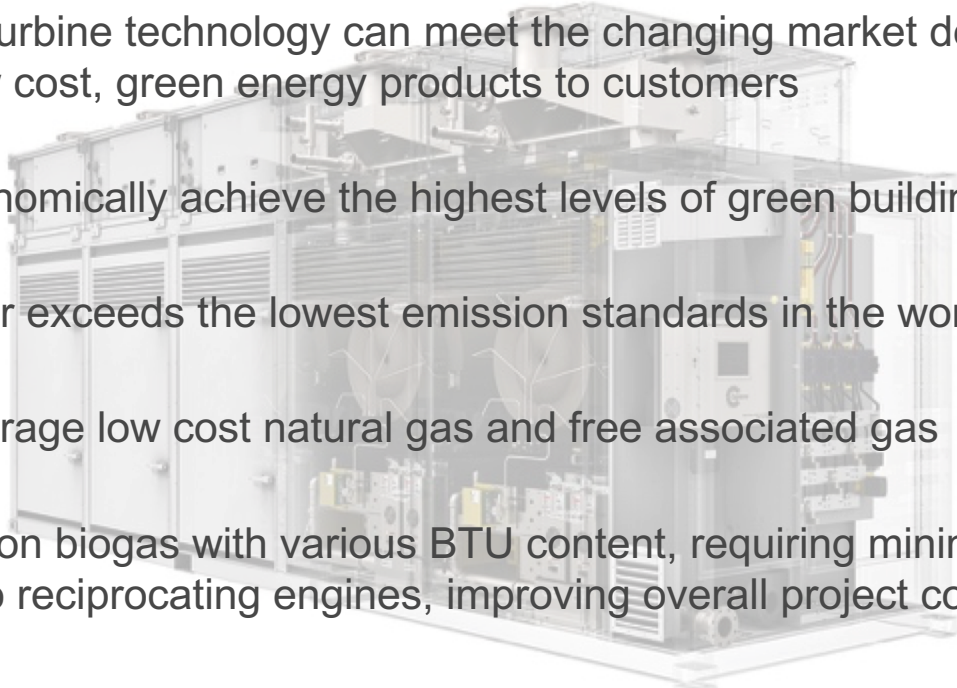 urbine technology can meet the changing market de
cost, green energy products to customers
nomically achieve the highest levels of green buildin
r exceeds the lowest emission standards in the wor
rage low cost natural gas and free associated gas
on biogas with various BTU content, requiring minin
reciprocating engines, improving overall project co